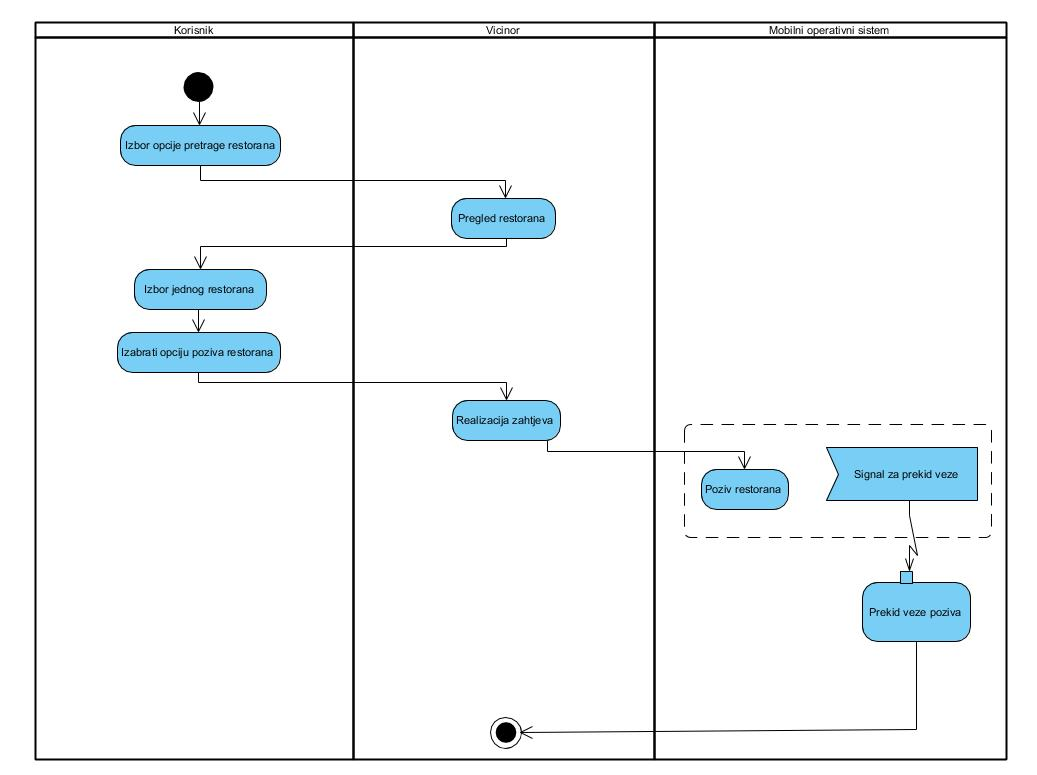 Korisnik
Vicinor
Mobilni operativni sistem
Izbor opcije pretrage restorana
Pregled restorana
Izbor jednog restorana
Izabrati opciju poziva restorana
Realizacija zahtjeva
Signal za prekid veze
Poziv restorana
Prekid veze poziva